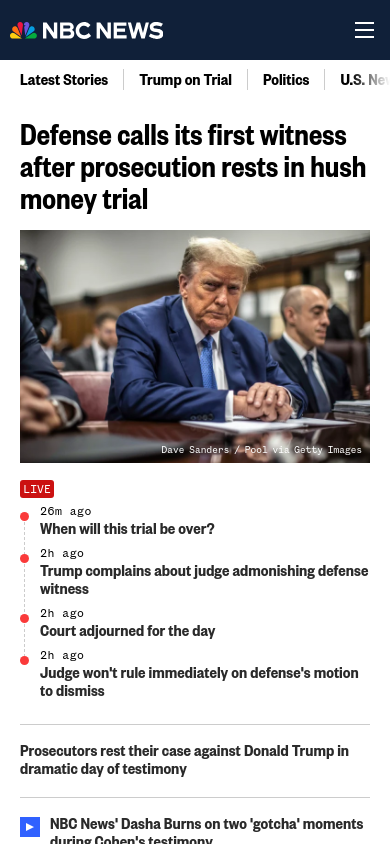 NBC NEWS
Latest Stories
Trump on Trial
Politics
U.S. Ne
Defense calls its first witness
after prosecution rests in hush
money trial
Dave Sanders / Pool via Getty Images
LIVE
26m ago
When will this trial be over?
2h ago
Trump complains about judge admonishing defense
witness
2h ago
Court adjourned for the day
2h ago
Judge won't rule immediately on defense's motion
to dismiss
Prosecutors rest their case against Donald Trump in
dramatic day of testimony
NBC News' Dasha Burns on two 'gotcha' moments
during Cohen's testimony